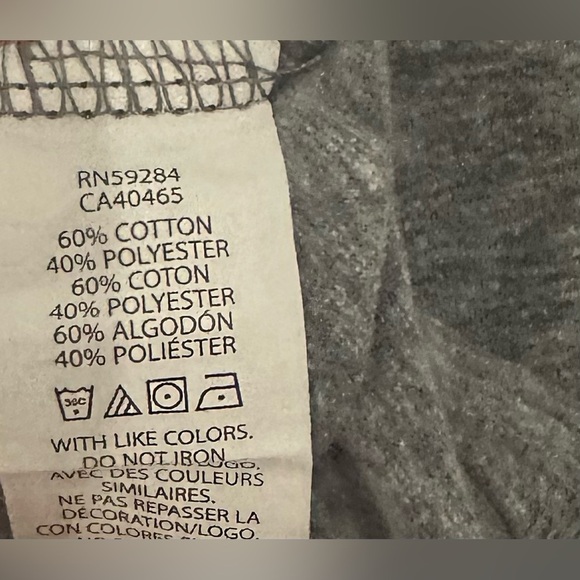 RN59284
CA40465
60% COTTON
40% POLYESTER
60% COTON
40% POLYESTER
60% ALGODÓN
40% POLIÉSTER
30C
WITH LIKE COLORS.
DO NOT IRON
AVEC DES COULEURS
SIMILAIRES.
NE PAS REPASSER LA
DÉCORATION/LOGO.
CON COLORES